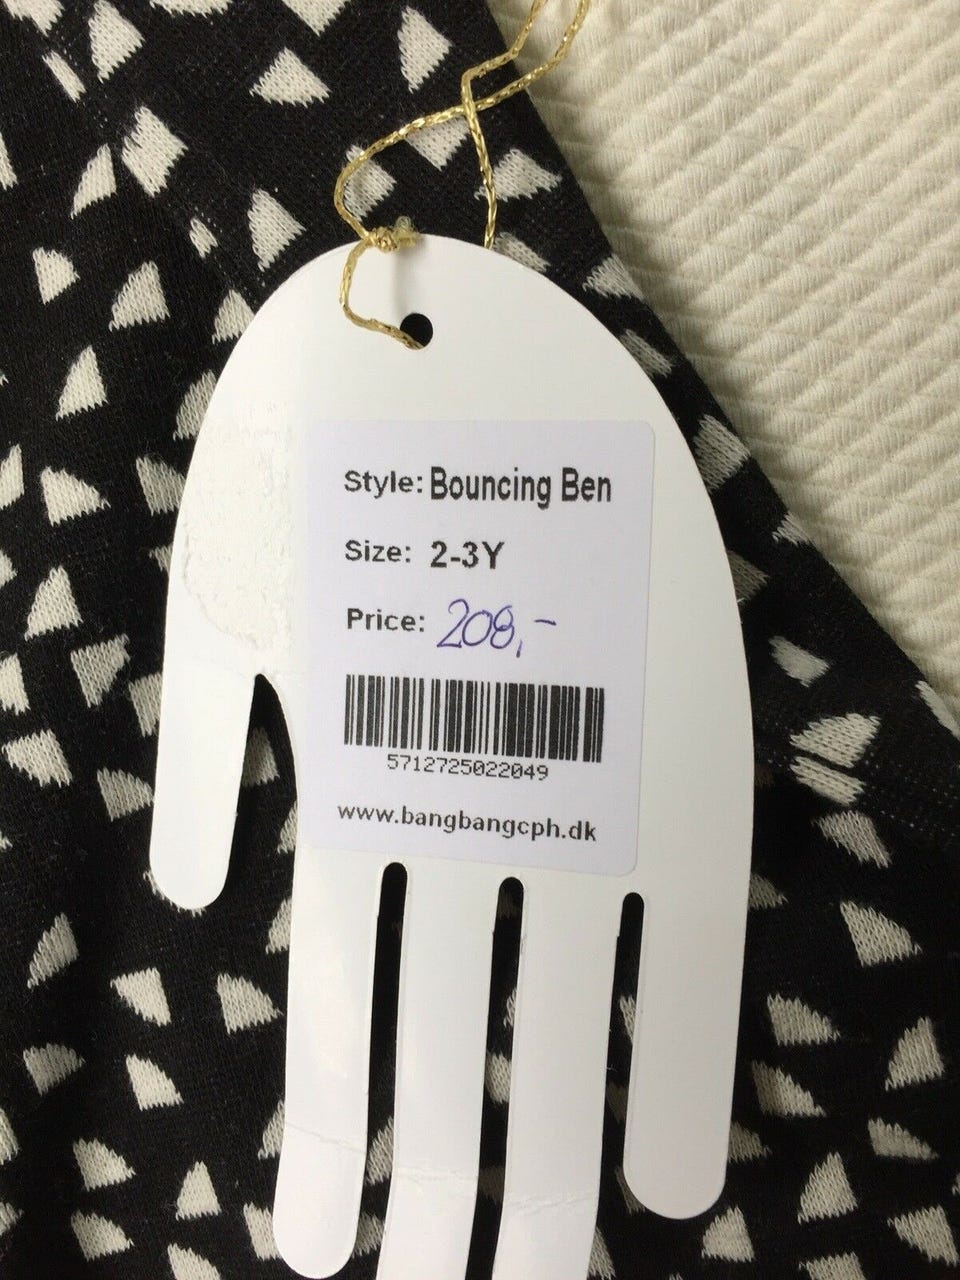 Style: Bouncing Ben
Size: 2-3Y
Price: 208,-
5712725022049
www.bangbangcph.dk